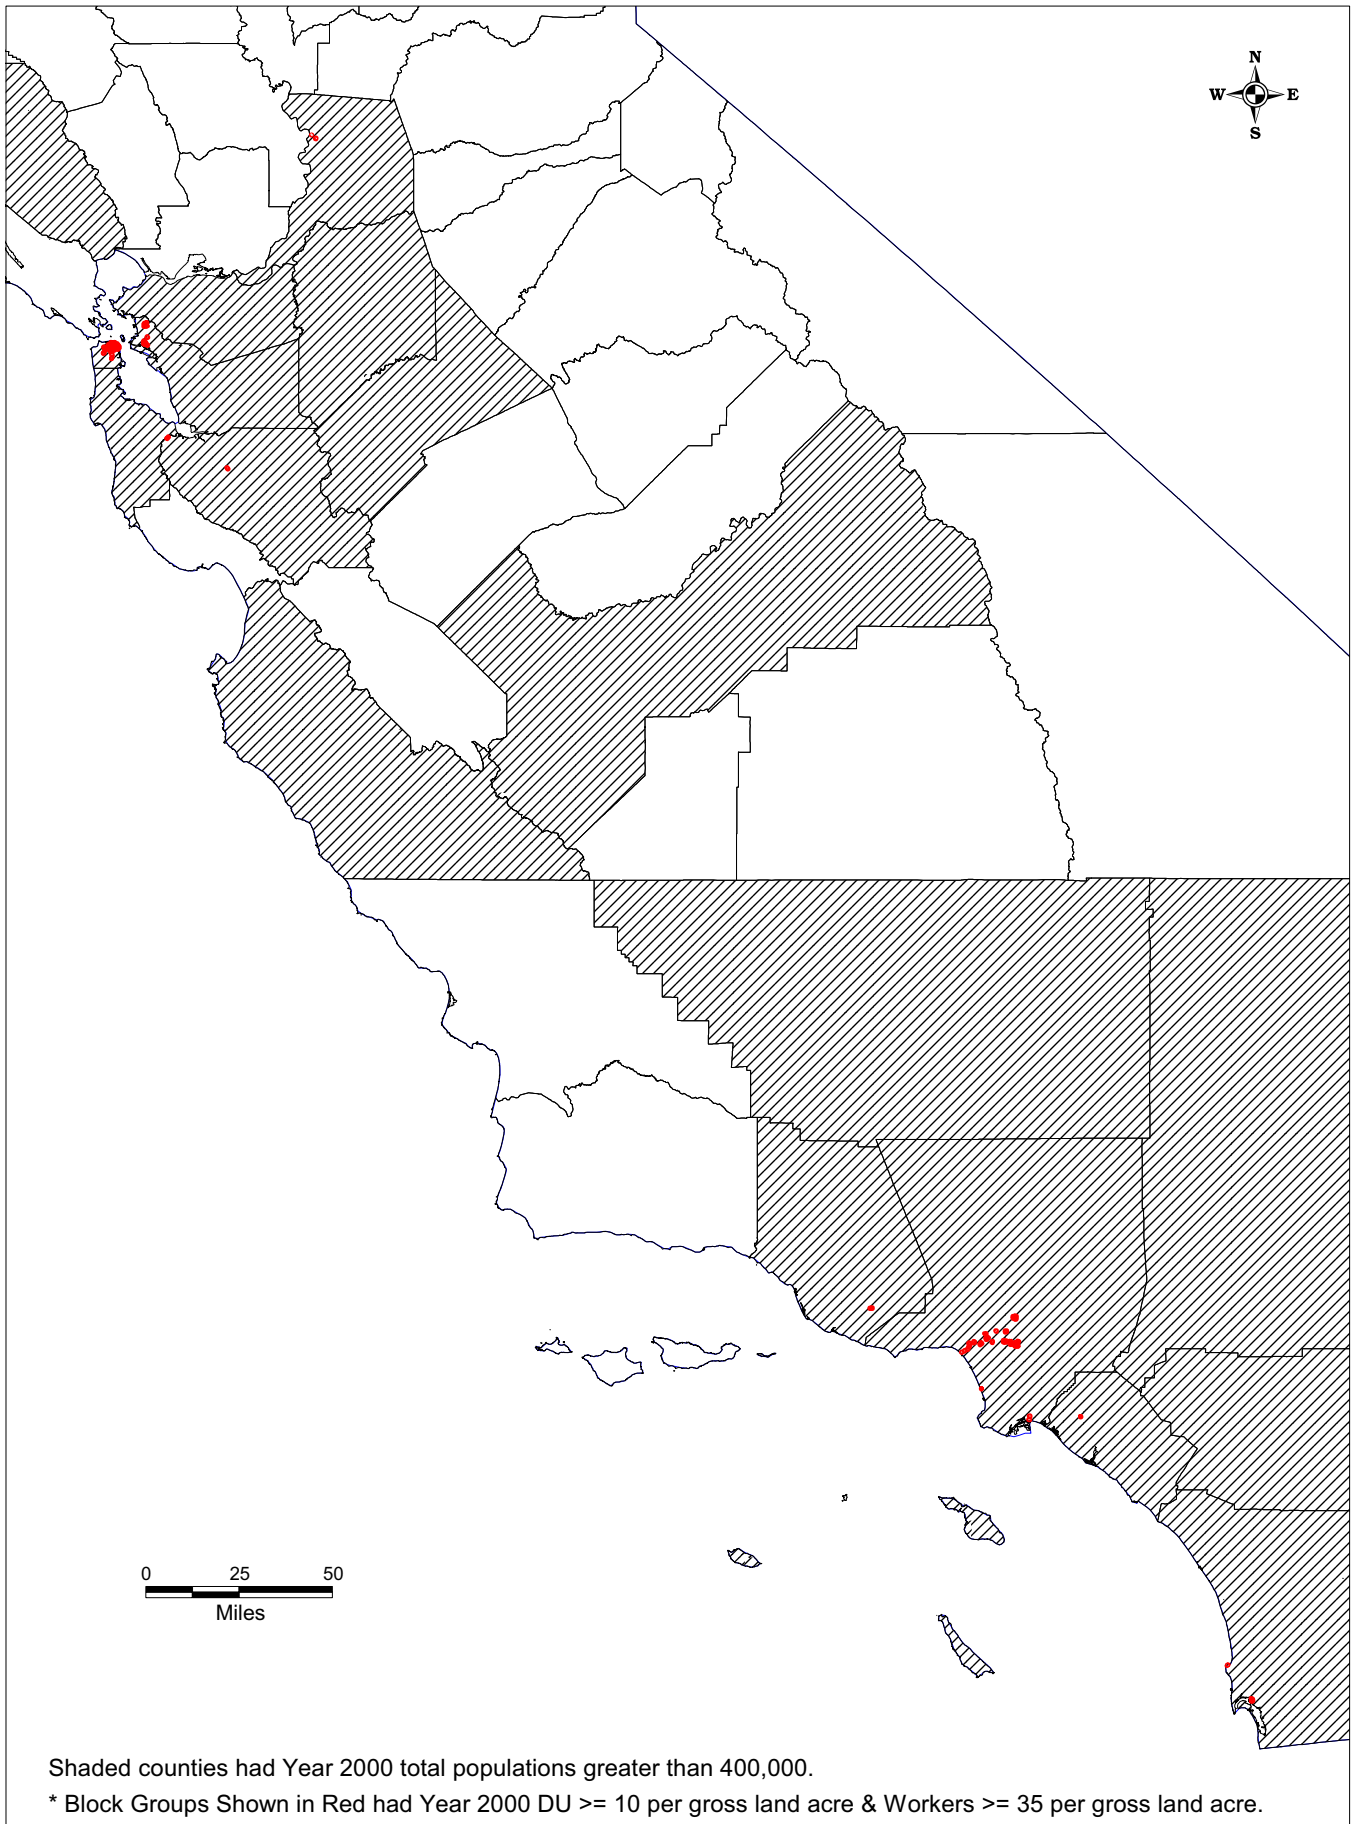 N
W E
S
0 25 50
Miles
Shaded counties had Year 2000 total populations greater than 400,000.
* Block Groups Shown in Red had Year 2000 DU >= 10 per gross land acre & Workers >= 35 per gross land acre.